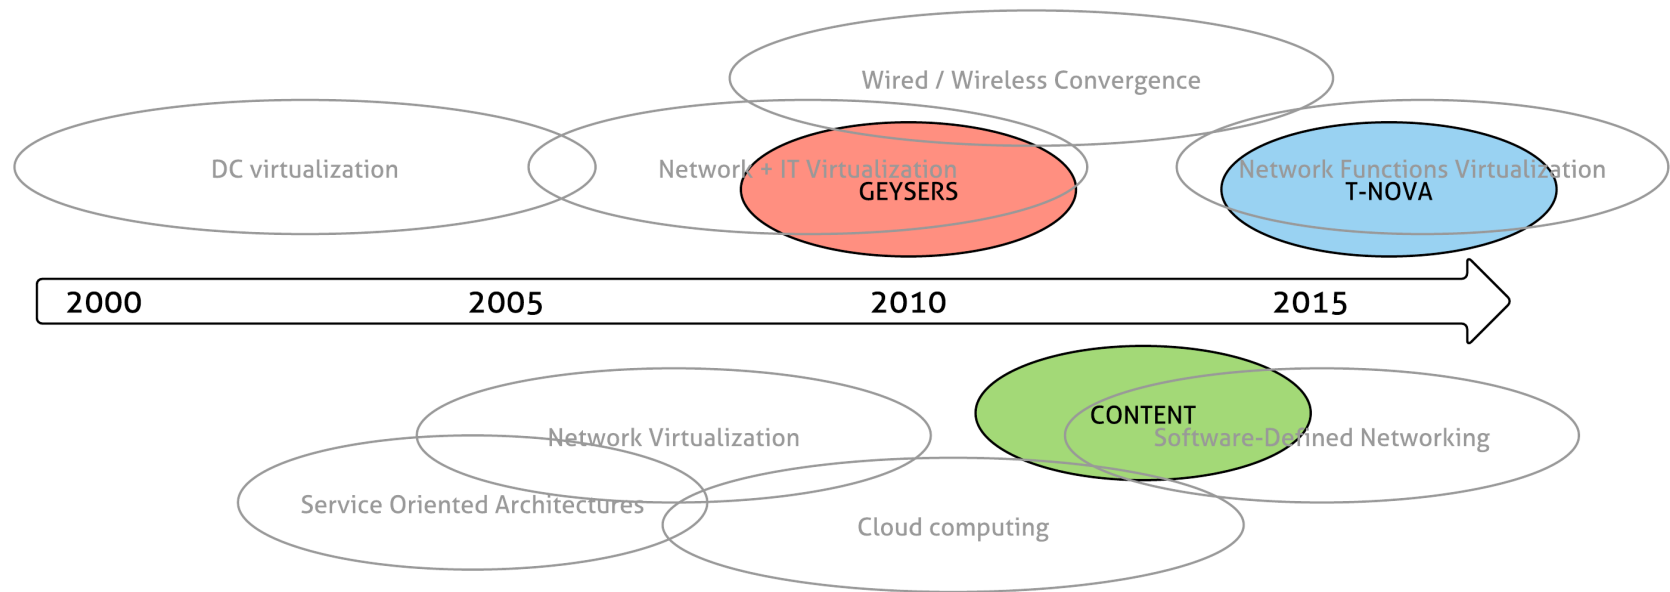 Wired / Wireless Convergence
DC virtualization
Network + IT Virtualization
Network Functions Virtualization
GEYSERS
T-NOVA
2000
2005
2010
2015
CONTENT
Network Virtualization
Software-Defined Networking
Service Oriented Architectures
Cloud computing